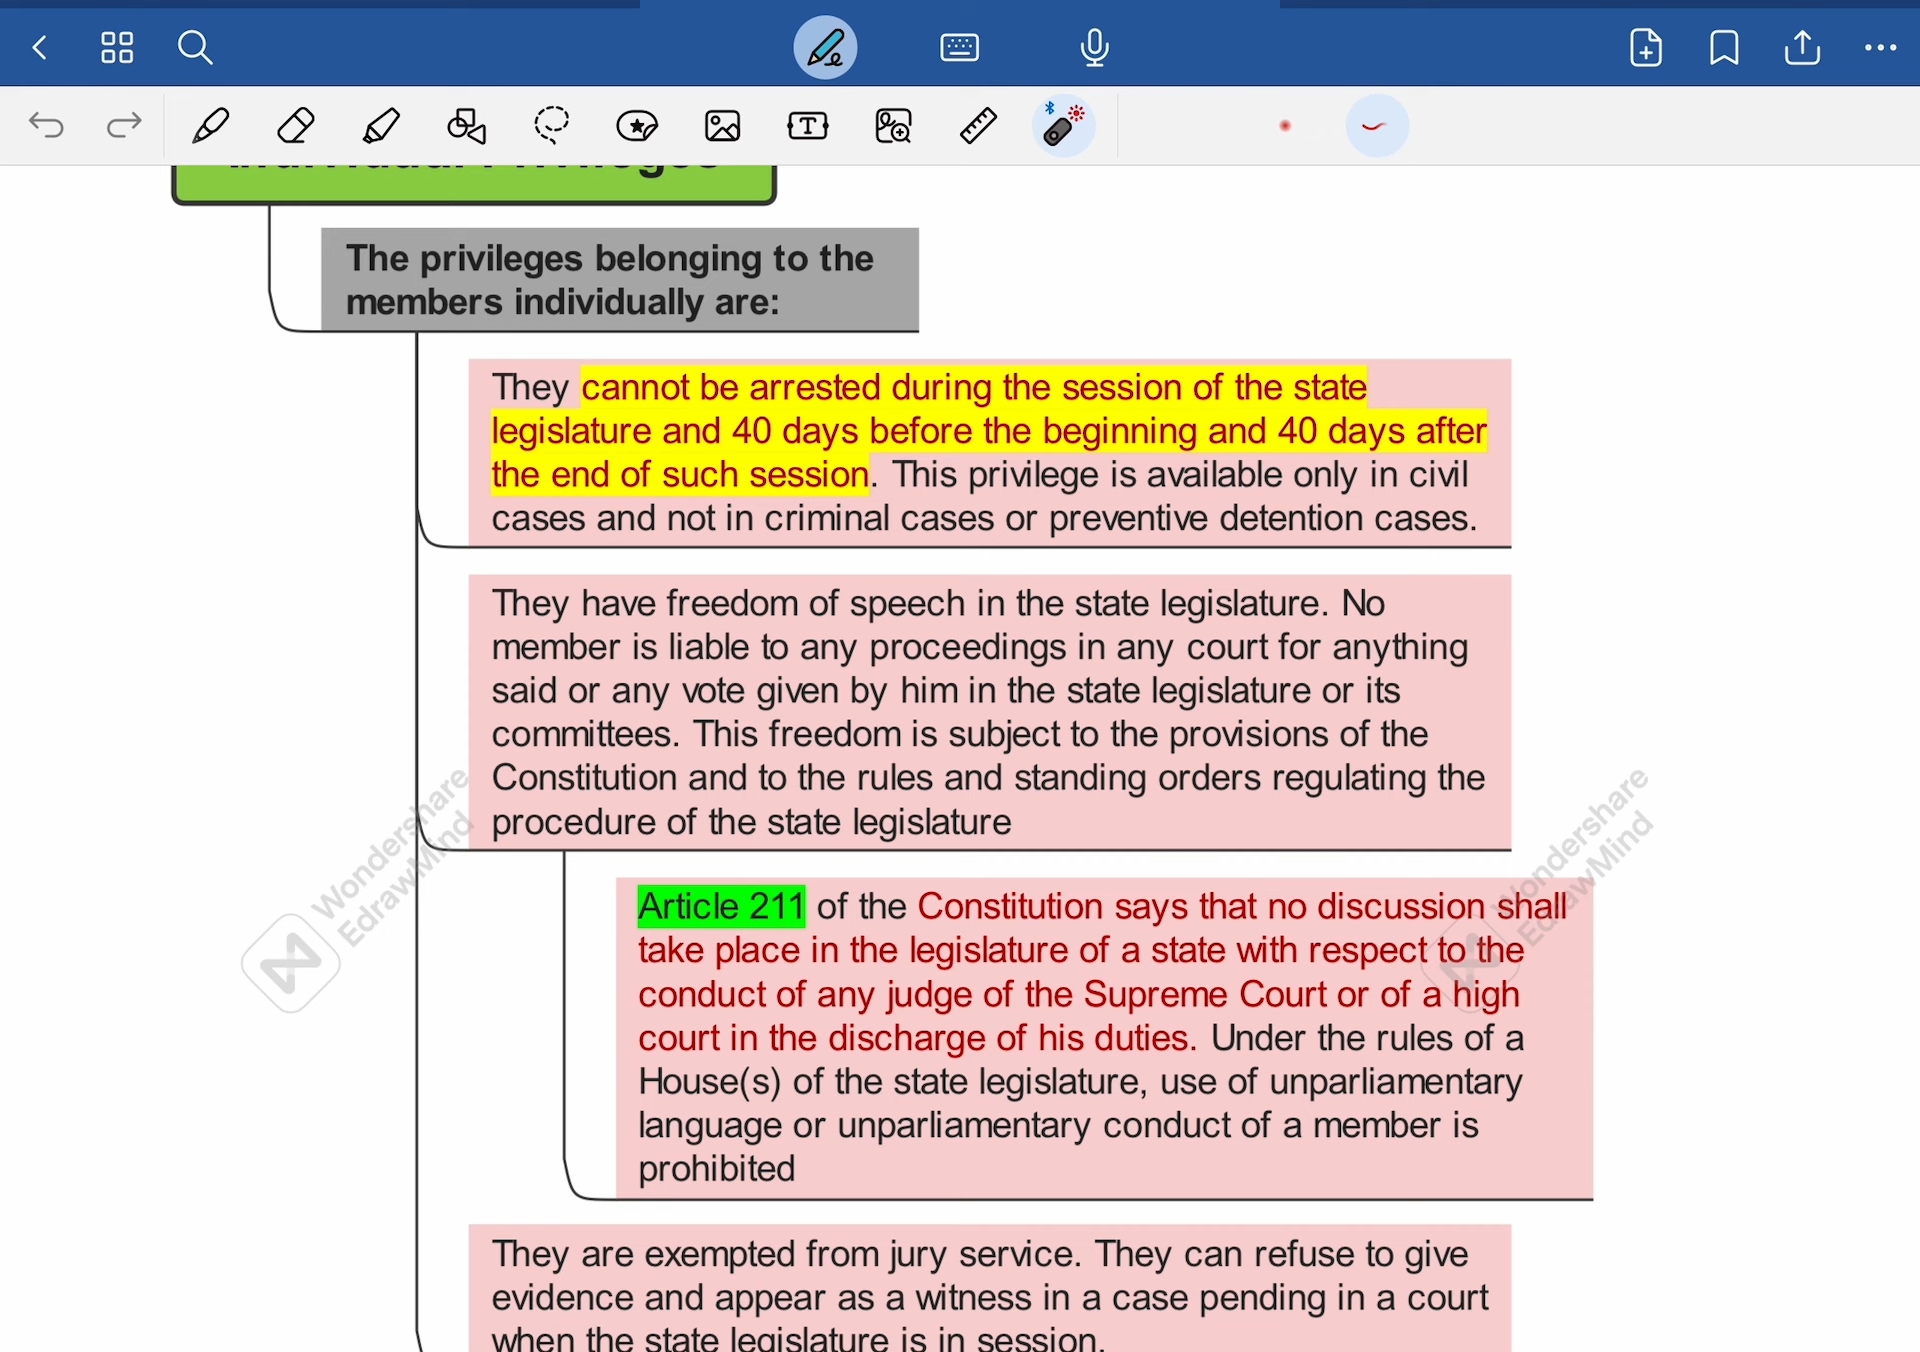 Individual Privileges
The privileges belonging to the
members individually are:
They cannot be arrested during the session of the state
legislature and 40 days before the beginning and 40 days after
the end of such session. This privilege is available only in civil
cases and not in criminal cases or preventive detention cases.
They have freedom of speech in the state legislature. No
member is liable to any proceedings in any court for anything
said or any vote given by him in the state legislature or its
committees. This freedom is subject to the provisions of the
Constitution and to the rules and standing orders regulating the
procedure of the state legislature
Wondershare
EdrawMind
Wondershare
EdrawMind
Article 211 of the Constitution says that no discussion shall
take place in the legislature of a state with respect to the
conduct of any judge of the Supreme Court or of a high
court in the discharge of his duties. Under the rules of a
House(s) of the state legislature, use of unparliamentary
language or unparliamentary conduct of a member is
prohibited
They are exempted from jury service. They can refuse to give
evidence and appear as a witness in a case pending in a court
when the state legislature is in session.